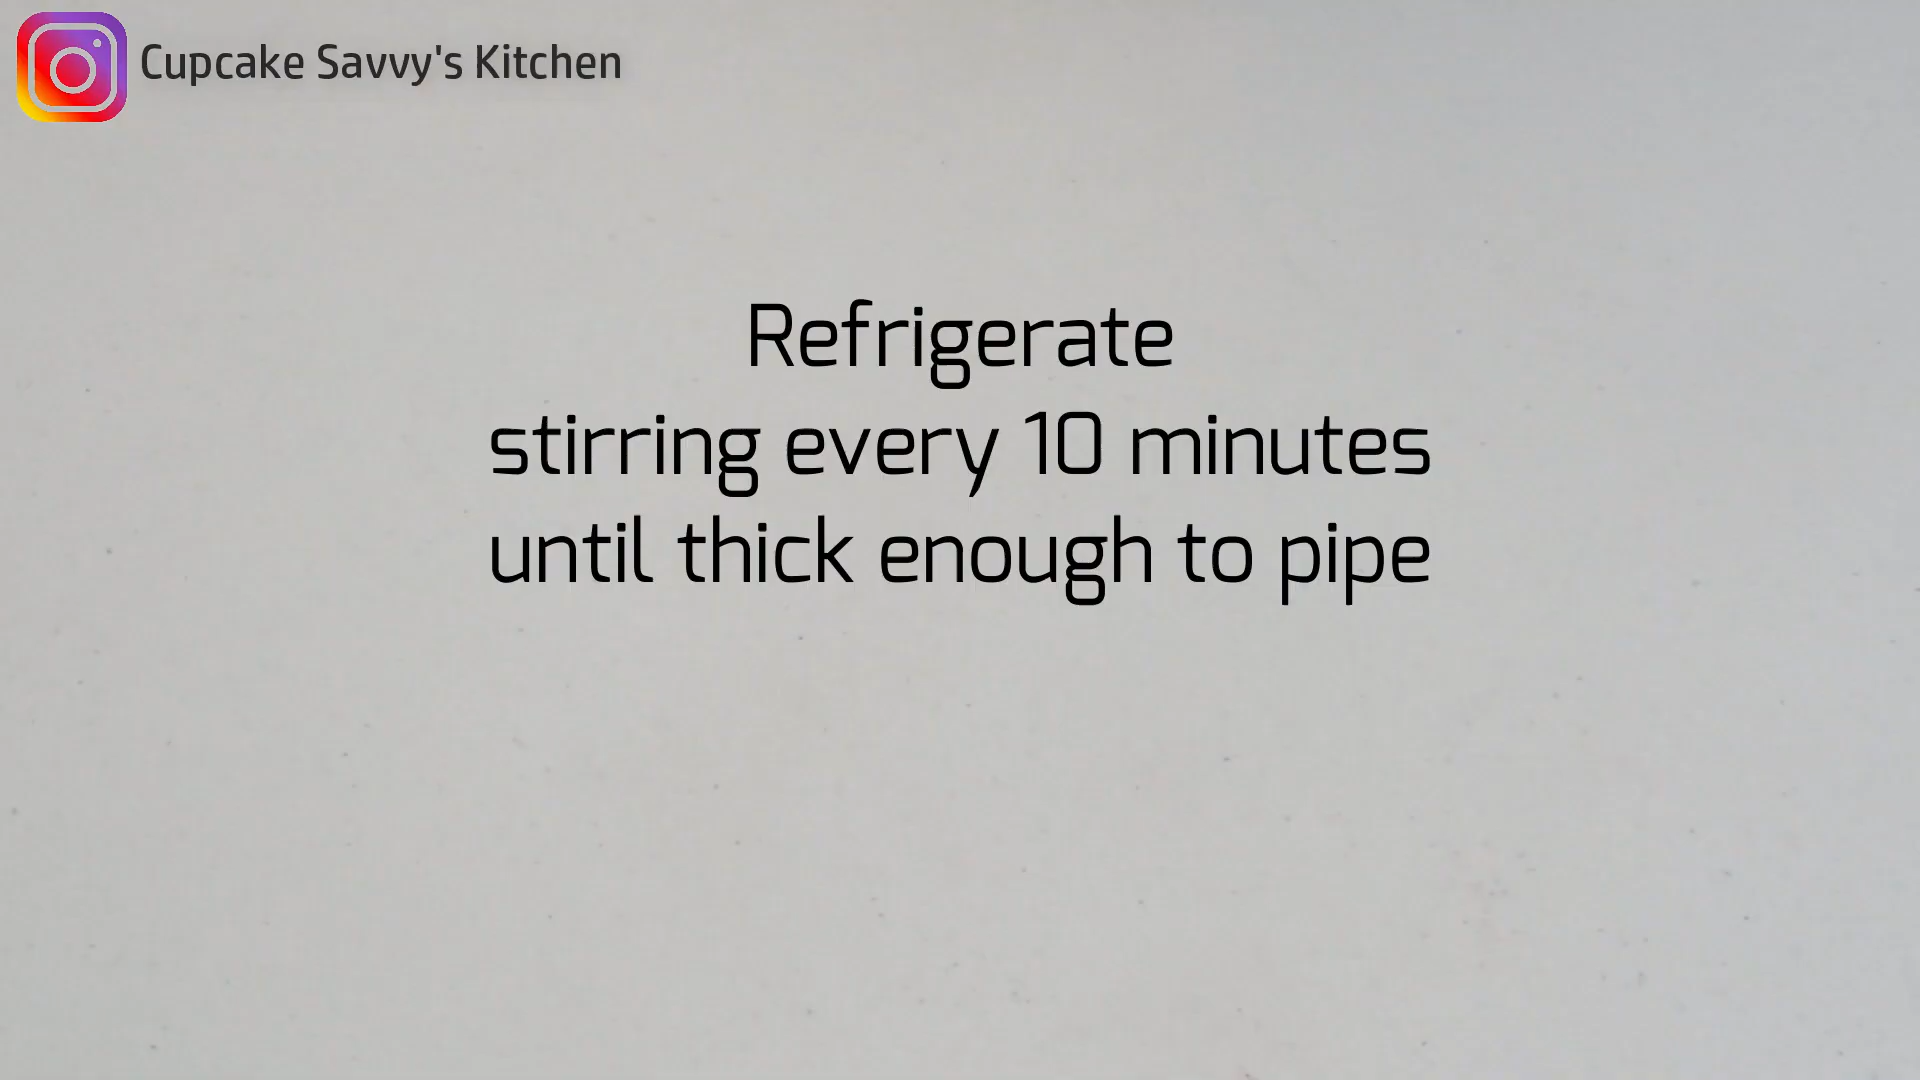 Cupcake Savvy's Kitchen
Refrigerate
stirring every 10 minutes
until thick enough to pipe